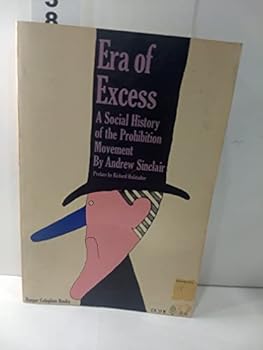 Era of
Excess
A Social History
of the Prohibition
Movement
By Andrew Sinclair
Preface by Richard Hofstadter
Harper Colophon Books